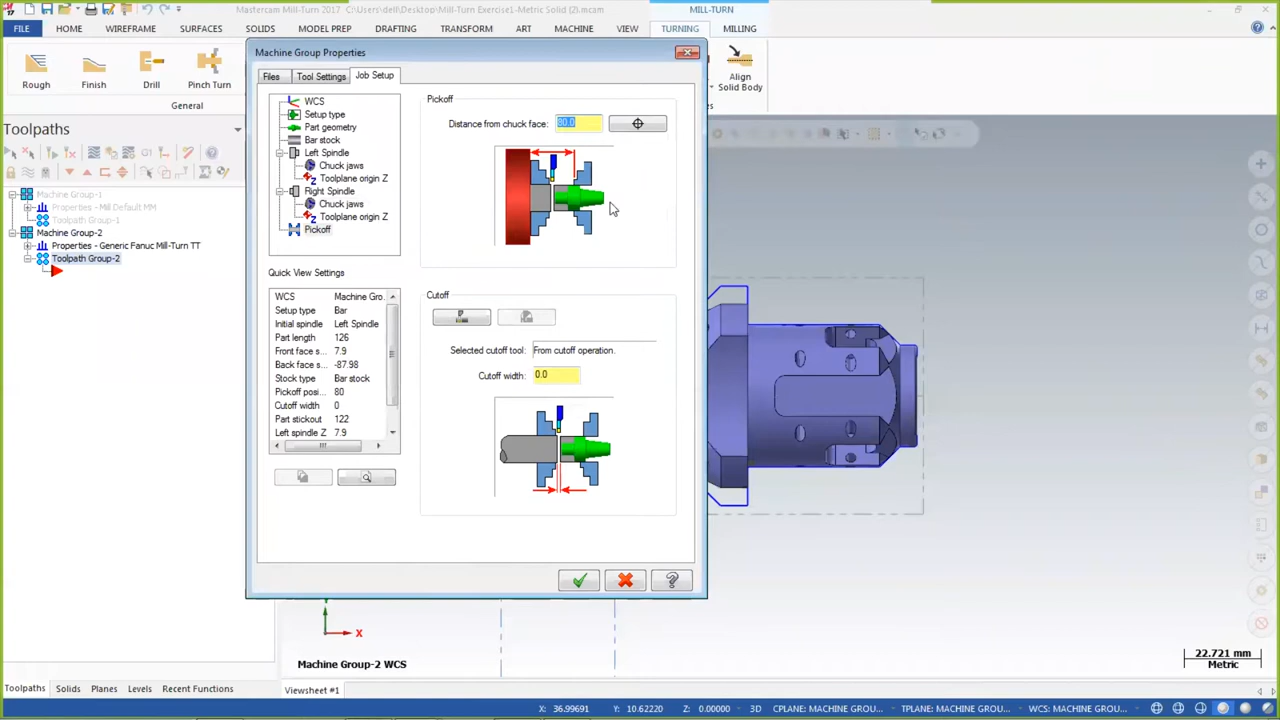 Mastercam Mill-Turn 2017 C:\Users\dell\Desktop\Mill-Turn Exercise1-Metric Solid (2).mcam
MILL-TURN
FILE HOME WIREFRAME SURFACES SOLIDS MODEL PREP DRAFTING TRANSFORM ART MACHINE VIEW TURNING MILLING
Rough Finish Drill Pinch Turn
General
Align
Solid Body
Machine Group Properties
Files Tool Settings Job Setup
Toolpaths
Machine Group-1
Properties - Mill Default MM
Toolpath Group-1
Machine Group-2
Properties - Generic Fanuc Mill-Turn TT
Toolpath Group-2
WCS
Setup type
Part geometry
Bar stock
Left Spindle
Chuck jaws
Toolplane origin Z
Right Spindle
Chuck jaws
Toolplane origin Z
Pickoff
Pickoff
Distance from chuck face: 80.0
Quick View Settings
WCS Machine Gro
Setup type Bar
Initial spindle Left Spindle
Part length 126
Front face s... 7.9
Back face s... -87.98
Stock type Bar stock
Pickoff posi... 80
Cutoff width 0
Part stickout 122
Left spindle Z 7.9
Cutoff
Selected cutoff tool: From cutoff operation.
Cutoff width: 0.0
X
Machine Group-2 WCS
22.721 mm
Metric
Toolpaths Solids Planes Levels Recent Functions
Viewsheet #1
X: 36.99691 Y: 10.62220 Z: 0.00000 3D CPLANE: MACHINE GROU... TPLANE: MACHINE GROU... WCS: MACHINE GROU...